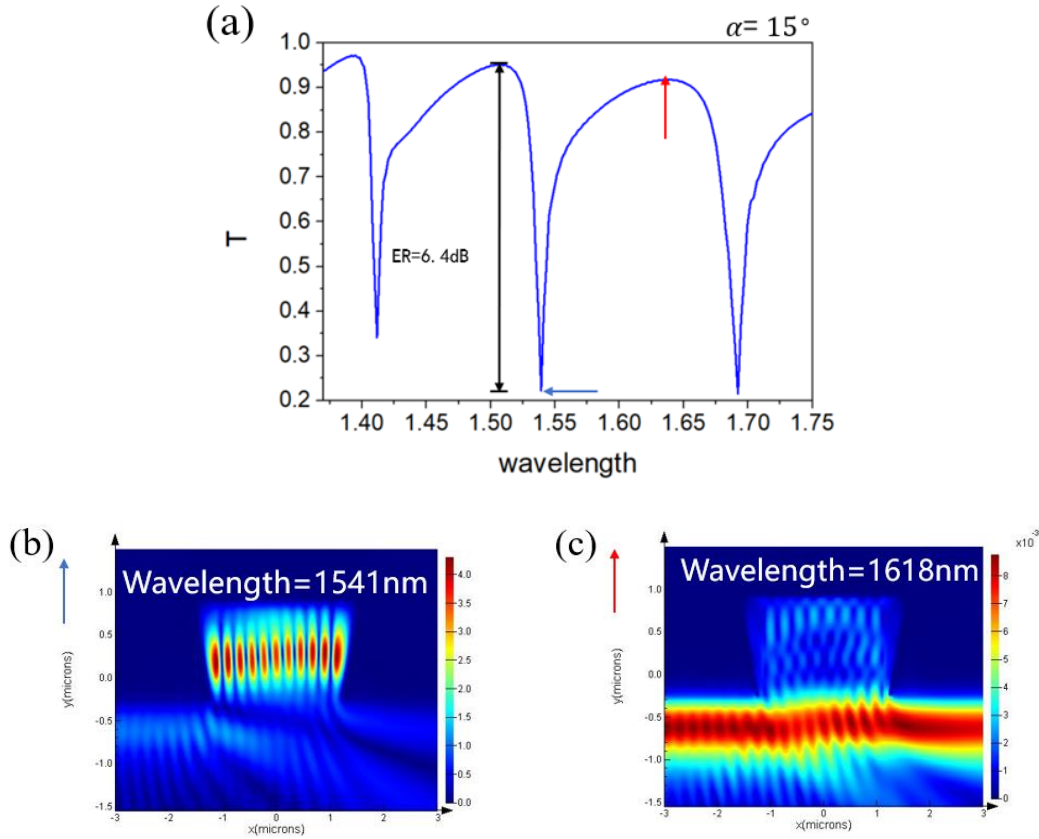 (a)
α= 15°
1.0
0.9
0.8
0.7
0.6
0.5
0.4
0.3
0.2
T
ER=6.4dB
1.40 1.45 1.50 1.55 1.60 1.65 1.70 1.75
wavelength
(b)
Wavelength=1541nm
1.0
0.5
0.0
-0.5
-1.0
-1.5
y(microns)
-3 -2 -1 0 1 2 3
x(microns)
4.0
3.5
3.0
2.5
2.0
1.5
1.0
0.5
0.0
(c)
Wavelength=1618nm
1.0
0.5
0.0
-0.5
-1.0
-1.5
y(microns)
-3 -2 -1 0 1 2 3
x(microns)
x10⁻³
8
6
4
2
0